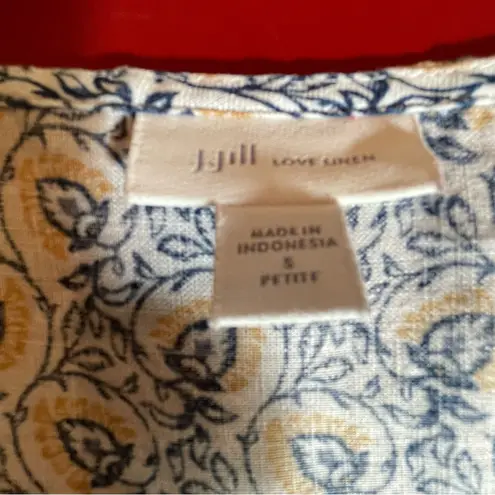 J.Jill LOVE LINEN
MADE IN
INDONESIA
S
PETITE